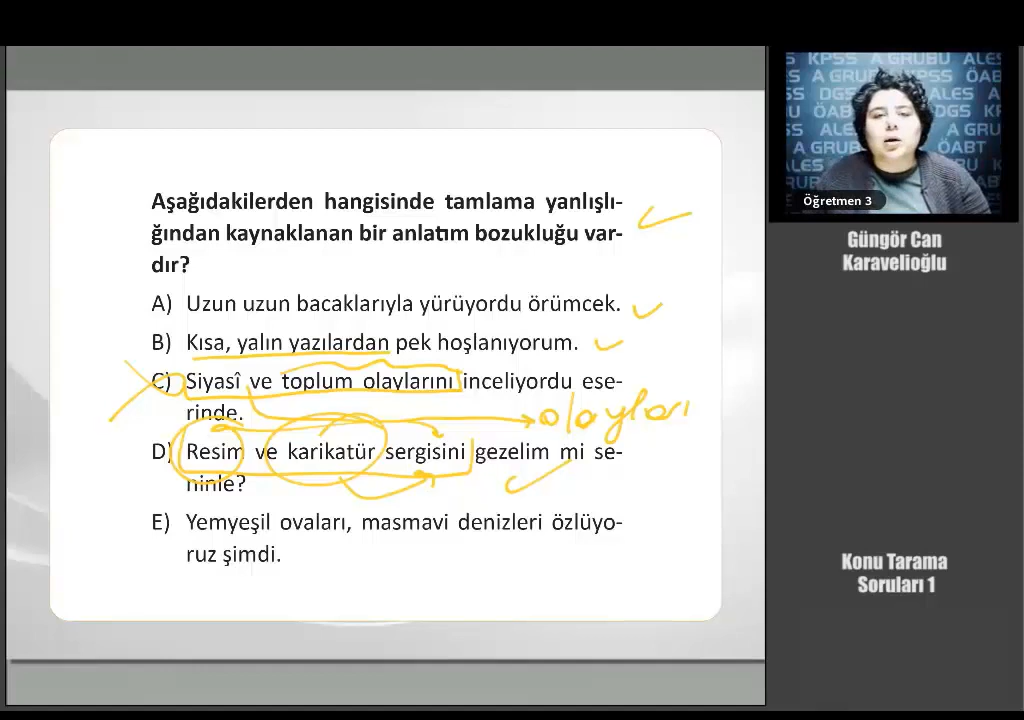 Aşağıdakilerden hangisinde tamlama yanlışlı-
ğından kaynaklanan bir anlatım bozukluğu var-
dır?
A) Uzun uzun bacaklarıyla yürüyordu örümcek.
B) Kısa, yalın yazılardan pek hoşlanıyorum.
C) Siyasî ve toplum olaylarını inceliyordu ese-
rinde.
olayları
D) Resim ve karikatür sergisini gezelim mi se-
ninle?
E) Yemyeşil ovaları, masmavi denizleri özlüyo-
ruz şimdi.
Öğretmen 3
Güngör Can
Karavelioğlu
Konu Tarama
Soruları 1